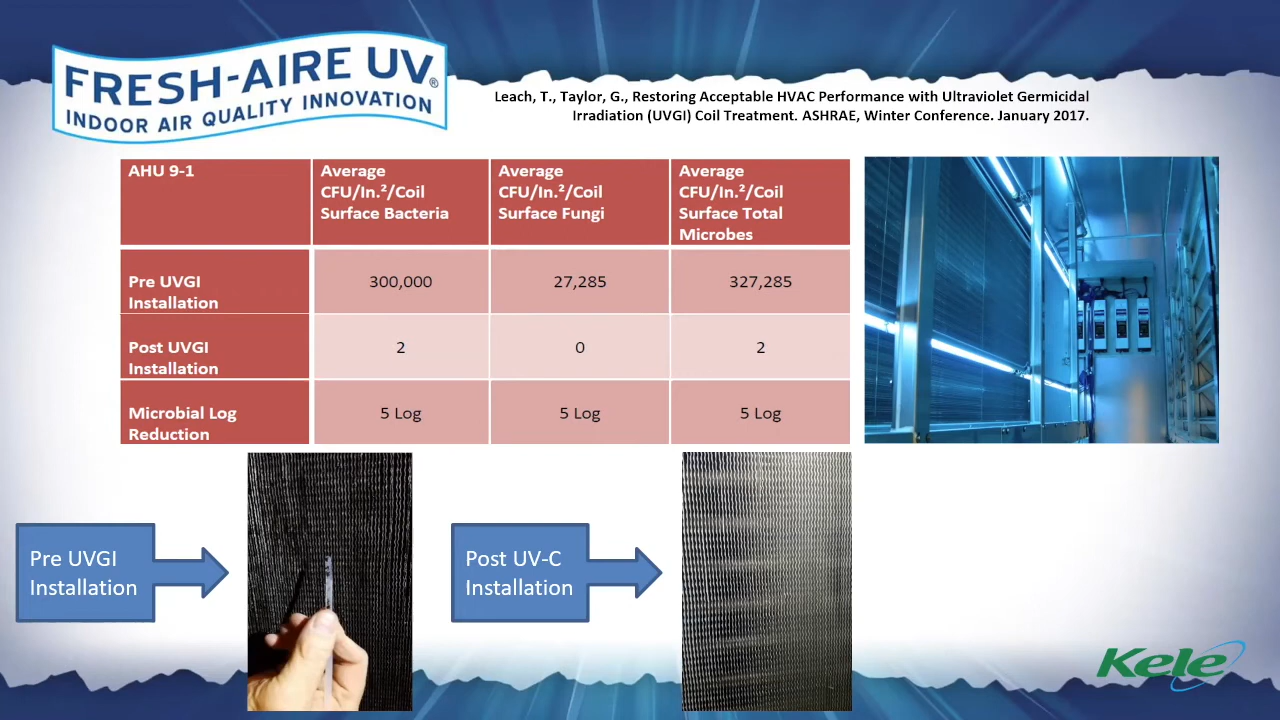 FRESH-AIRE UV®
INDOOR AIR QUALITY INNOVATION
Leach, T., Taylor, G., Restoring Acceptable HVAC Performance with Ultraviolet Germicidal
Irradiation (UVGI) Coil Treatment. ASHRAE, Winter Conference. January 2017.
AHU 9-1
Average
CFU/In.²/Coil
Surface Bacteria
Average
CFU/In.²/Coil
Surface Fungi
Average
CFU/In.²/Coil
Surface Total
Microbes
Pre UVGI
Installation
300,000
27,285
327,285
Post UVGI
Installation
2
0
2
Microbial Log
Reduction
5 Log
5 Log
5 Log
Pre UVGI
Installation
Post UV-C
Installation
Kele